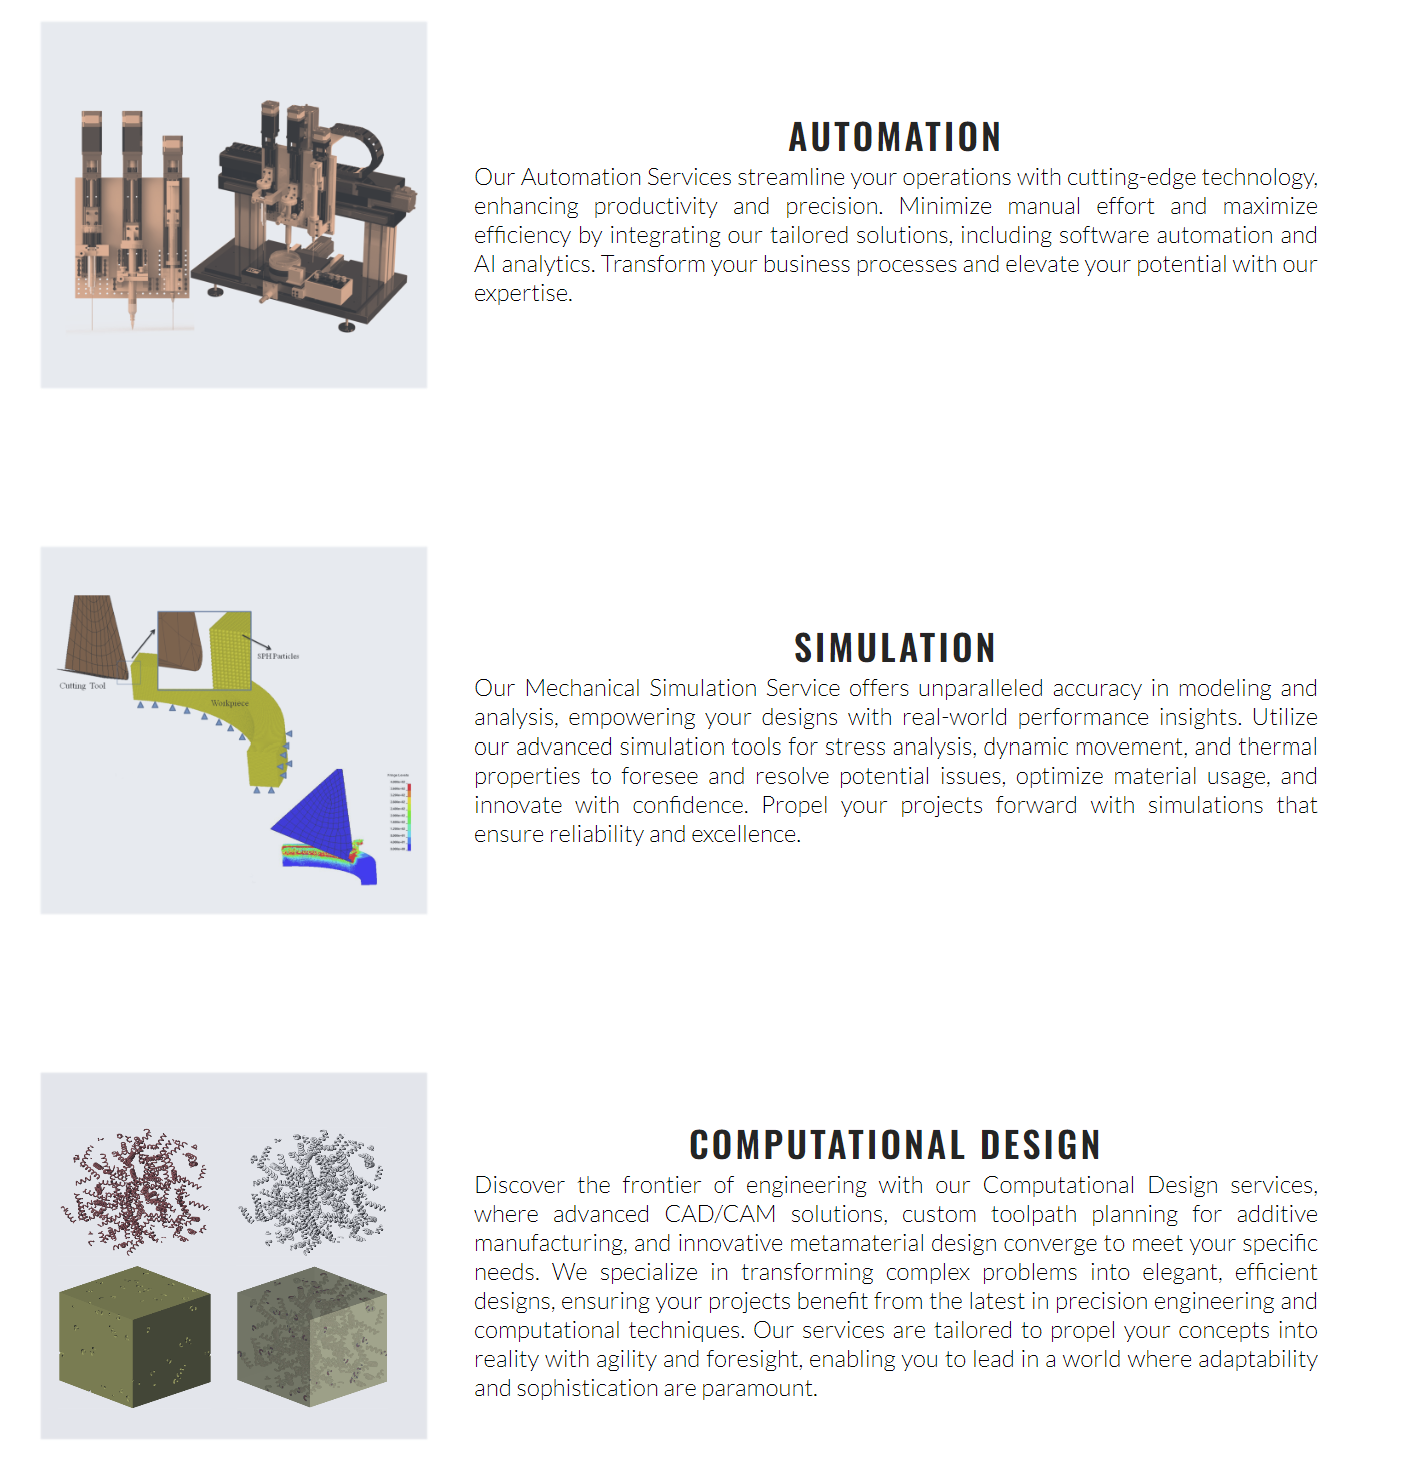 AUTOMATION
Our Automation Services streamline your operations with cutting-edge technology,
enhancing productivity and precision. Minimize manual effort and maximize
efficiency by integrating our tailored solutions, including software automation and
AI analytics. Transform your business processes and elevate your potential with our
expertise.
Cutting Tool
SPH Particles
Workpiece
SIMULATION
Our Mechanical Simulation Service offers unparalleled accuracy in modeling and
analysis, empowering your designs with real-world performance insights. Utilize
our advanced simulation tools for stress analysis, dynamic movement, and thermal
properties to foresee and resolve potential issues, optimize material usage, and
innovate with confidence. Propel your projects forward with simulations that
ensure reliability and excellence.
COMPUTATIONAL DESIGN
Discover the frontier of engineering with our Computational Design services,
where advanced CAD/CAM solutions, custom toolpath planning for additive
manufacturing, and innovative metamaterial design converge to meet your specific
needs. We specialize in transforming complex problems into elegant, efficient
designs, ensuring your projects benefit from the latest in precision engineering and
computational techniques. Our services are tailored to propel your concepts into
reality with agility and foresight, enabling you to lead in a world where adaptability
and sophistication are paramount.